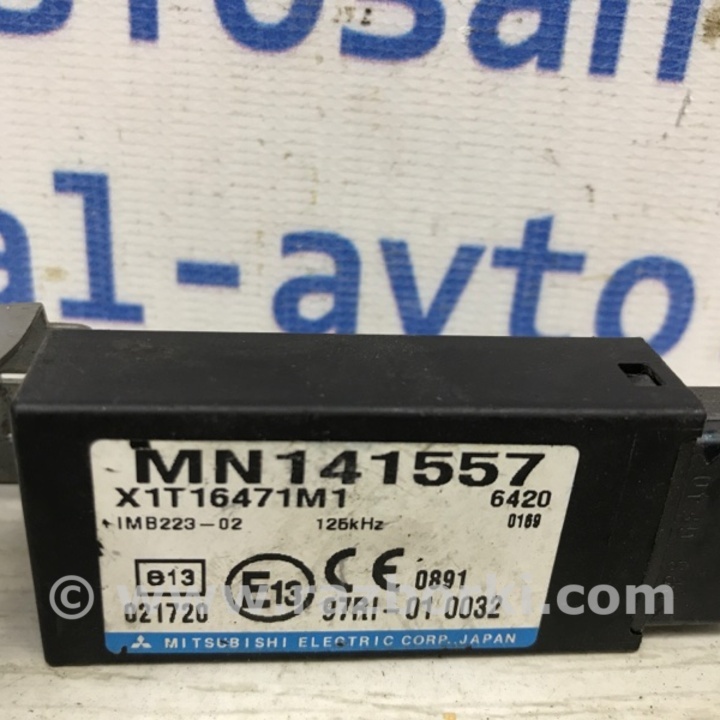 al-avto
MN141557
X1T16471M1 6420
IMB223-02 125kHz 0169
e13 E13 CE 0891
021720 97RI-01 0032
MITSUBISHI ELECTRIC CORP., JAPAN